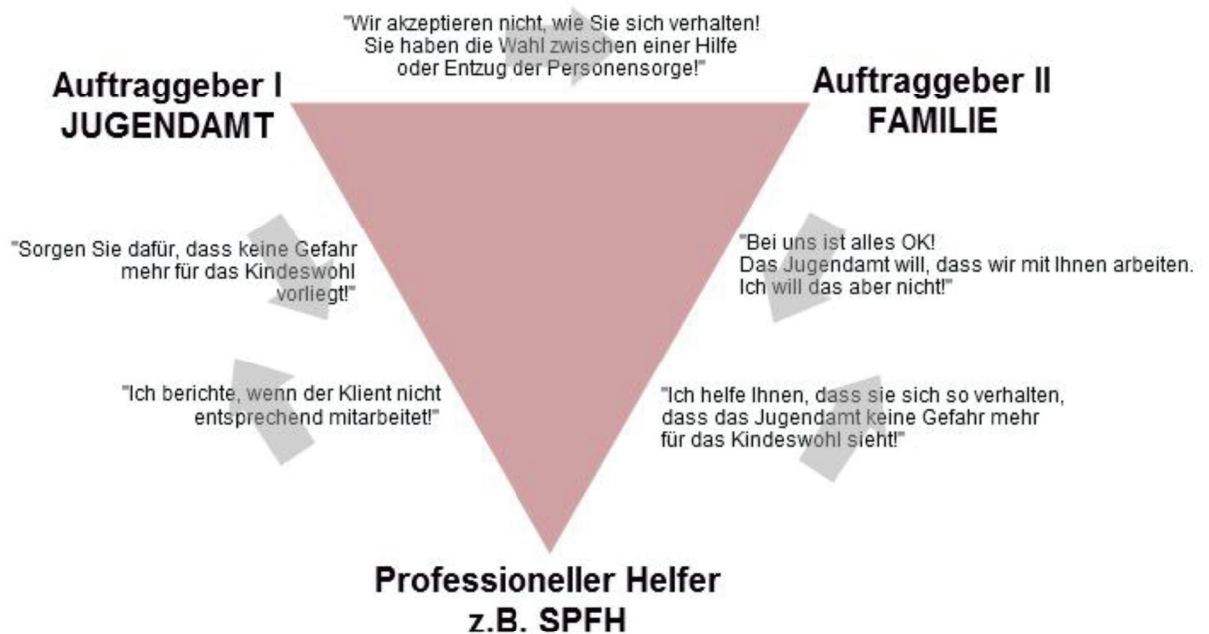 "Wir akzeptieren nicht, wie Sie sich verhalten!
Sie haben die Wahl zwischen einer Hilfe
oder Entzug der Personensorge!"
Auftraggeber I
JUGENDAMT
Auftraggeber II
FAMILIE
"Sorgen Sie dafür, dass keine Gefahr
mehr für das Kindeswohl
vorliegt!"
"Bei uns ist alles OK!
Das Jugendamt will, dass wir mit Ihnen arbeiten.
Ich will das aber nicht!"
"Ich berichte, wenn der Klient nicht
entsprechend mitarbeitet!"
"Ich helfe Ihnen, dass sie sich so verhalten,
dass das Jugendamt keine Gefahr mehr
für das Kindeswohl sieht!"
Professioneller Helfer
z.B. SPFH